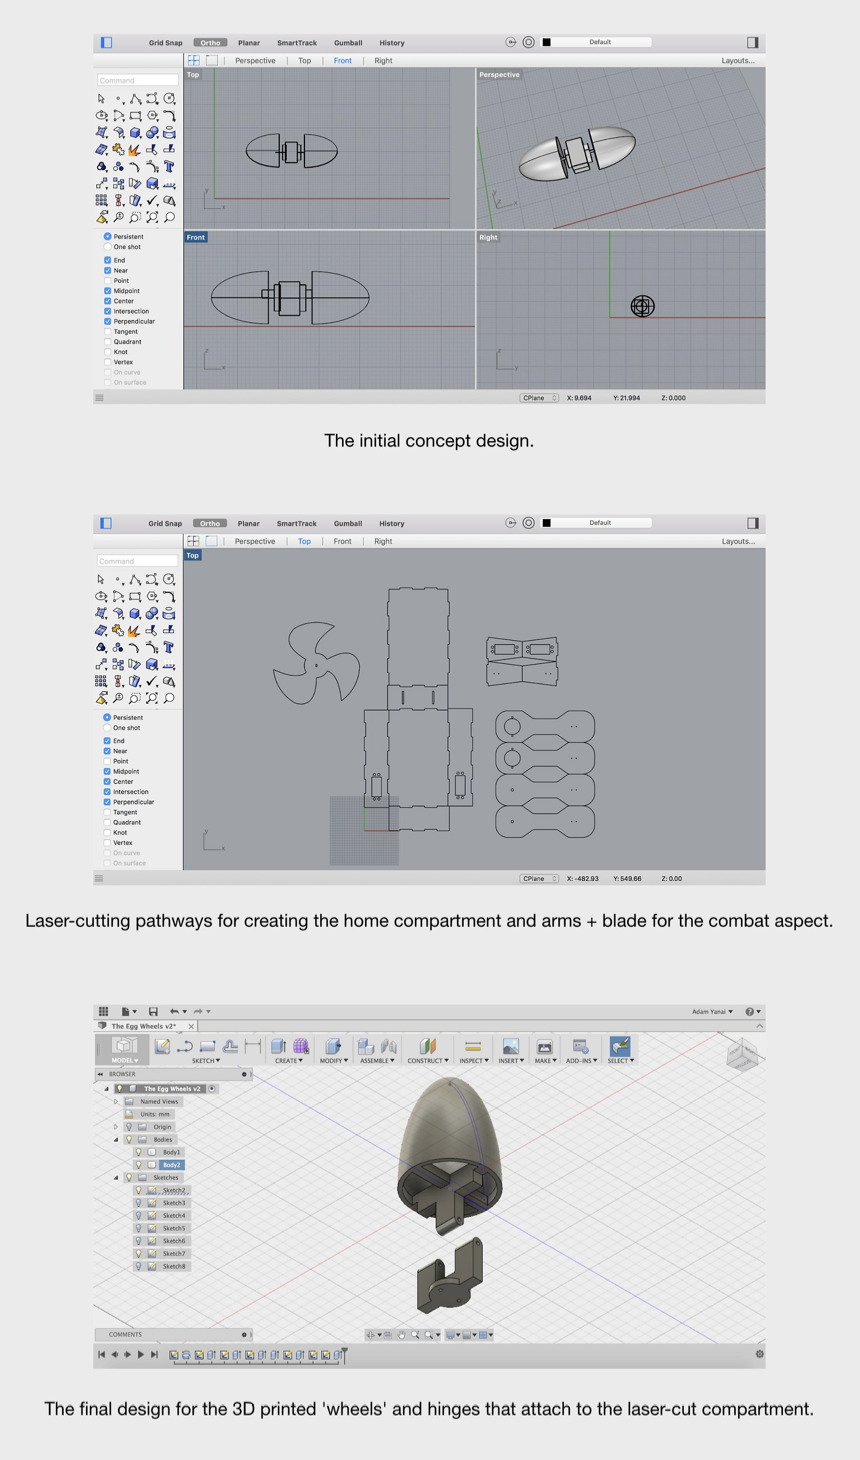 Grid Snap Ortho Planar SmartTrack Gumball History Default
Perspective Top Front Right Layouts...
Command
Top
Perspective
Front
Right
Persistent
One shot
End
Near
Point
Midpoint
Center
Intersection
Perpendicular
Tangent
Quadrant
Knot
Vertex
On curve
On surface
CPlane X: 9.694 Y: 21.994 Z: 0.000
The initial concept design.
Grid Snap Ortho Planar SmartTrack Gumball History Default
Perspective Top Front Right Layouts...
Command
Top
Persistent
One shot
End
Near
Point
Midpoint
Center
Intersection
Perpendicular
Tangent
Quadrant
Knot
Vertex
On curve
On surface
CPlane X: -482.93 Y: 549.66 Z: 0.00
Laser-cutting pathways for creating the home compartment and arms + blade for the combat aspect.
Adam Yanai
The Egg Wheels v2*
MODEL SKETCH CREATE MODIFY ASSEMBLE CONSTRUCT INSPECT INSERT MAKE ADD-INS SELECT
BROWSER
The Egg Wheels v2
Named Views
Units: mm
Origin
Bodies
Body1
Body2
Sketches
Sketch2
Sketch3
Sketch4
Sketch5
Sketch6
Sketch7
Sketch8
COMMENTS
The final design for the 3D printed 'wheels' and hinges that attach to the laser-cut compartment.